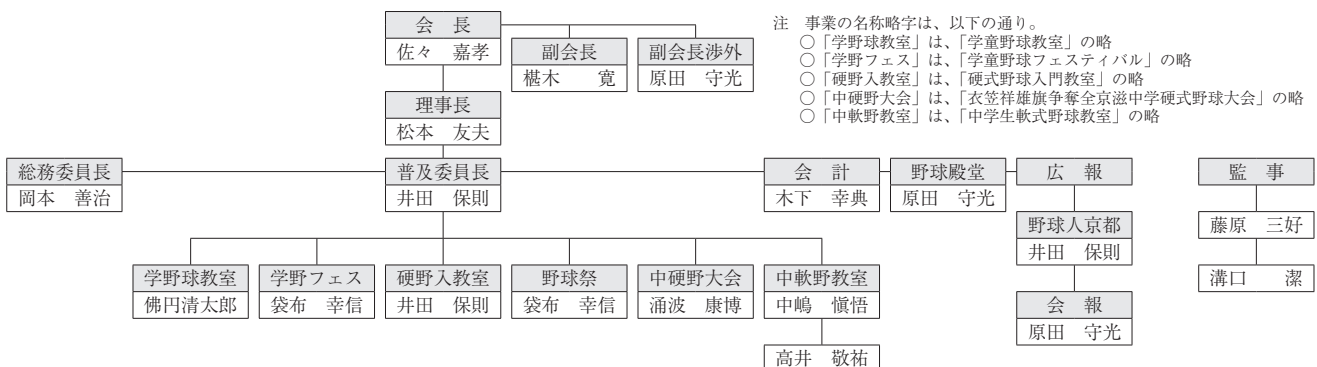 会　長
佐々　嘉孝
副会長
椹木　　寛
副会長渉外
原田　守光
注　事業の名称略字は、以下の通り。
○「学野球教室」は、「学童野球教室」の略
○「学野フェス」は、「学童野球フェスティバル」の略
○「硬野入教室」は、「硬式野球入門教室」の略
○「中硬野大会」は、「衣笠祥雄旗争奪全京滋中学硬式野球大会」の略
○「中軟野教室」は、「中学生軟式野球教室」の略
理事長
松本　友夫
総務委員長
岡本　善治
普及委員長
井田　保則
会　計
木下　幸典
野球殿堂
原田　守光
広　報
監　事
野球人京都
井田　保則
藤原　三好
学野球教室
佛円清太郎
学野フェス
袋布　幸信
硬野入教室
井田　保則
野球祭
袋布　幸信
中硬野大会
涌波　康博
中軟野教室
中嶋　愼悟
会　報
原田　守光
溝口　　潔
高井　敬祐